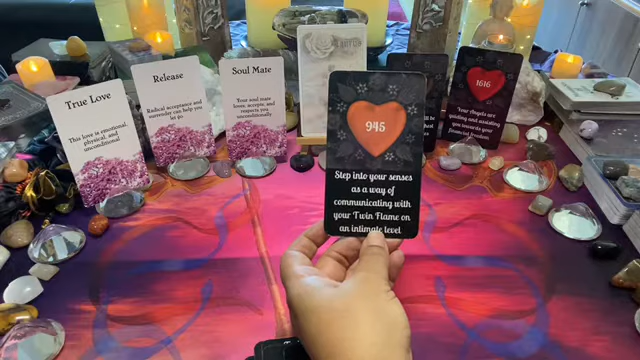 True Love
This love is emotional,
physical, and
unconditional
Release
Radical acceptance and
surrender can help you
let go
Soul Mate
Your soul mate
loves, accepts, and
respects you
unconditionally
945
Step into your senses
as a way of
communicating with
your Twin Flame on
an intimate level
1616
Your Angels are
guiding and assisting
you towards your
financial freedom